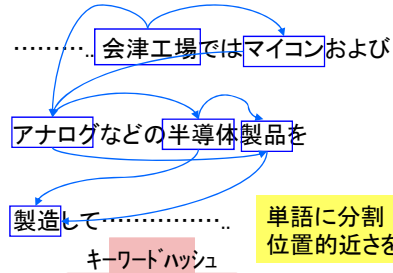 ……….. 会津工場ではマイコンおよび
アナログなどの半導体製品を
製造して……………..
単語に分割
位置的近さを
キーワードハッシュ